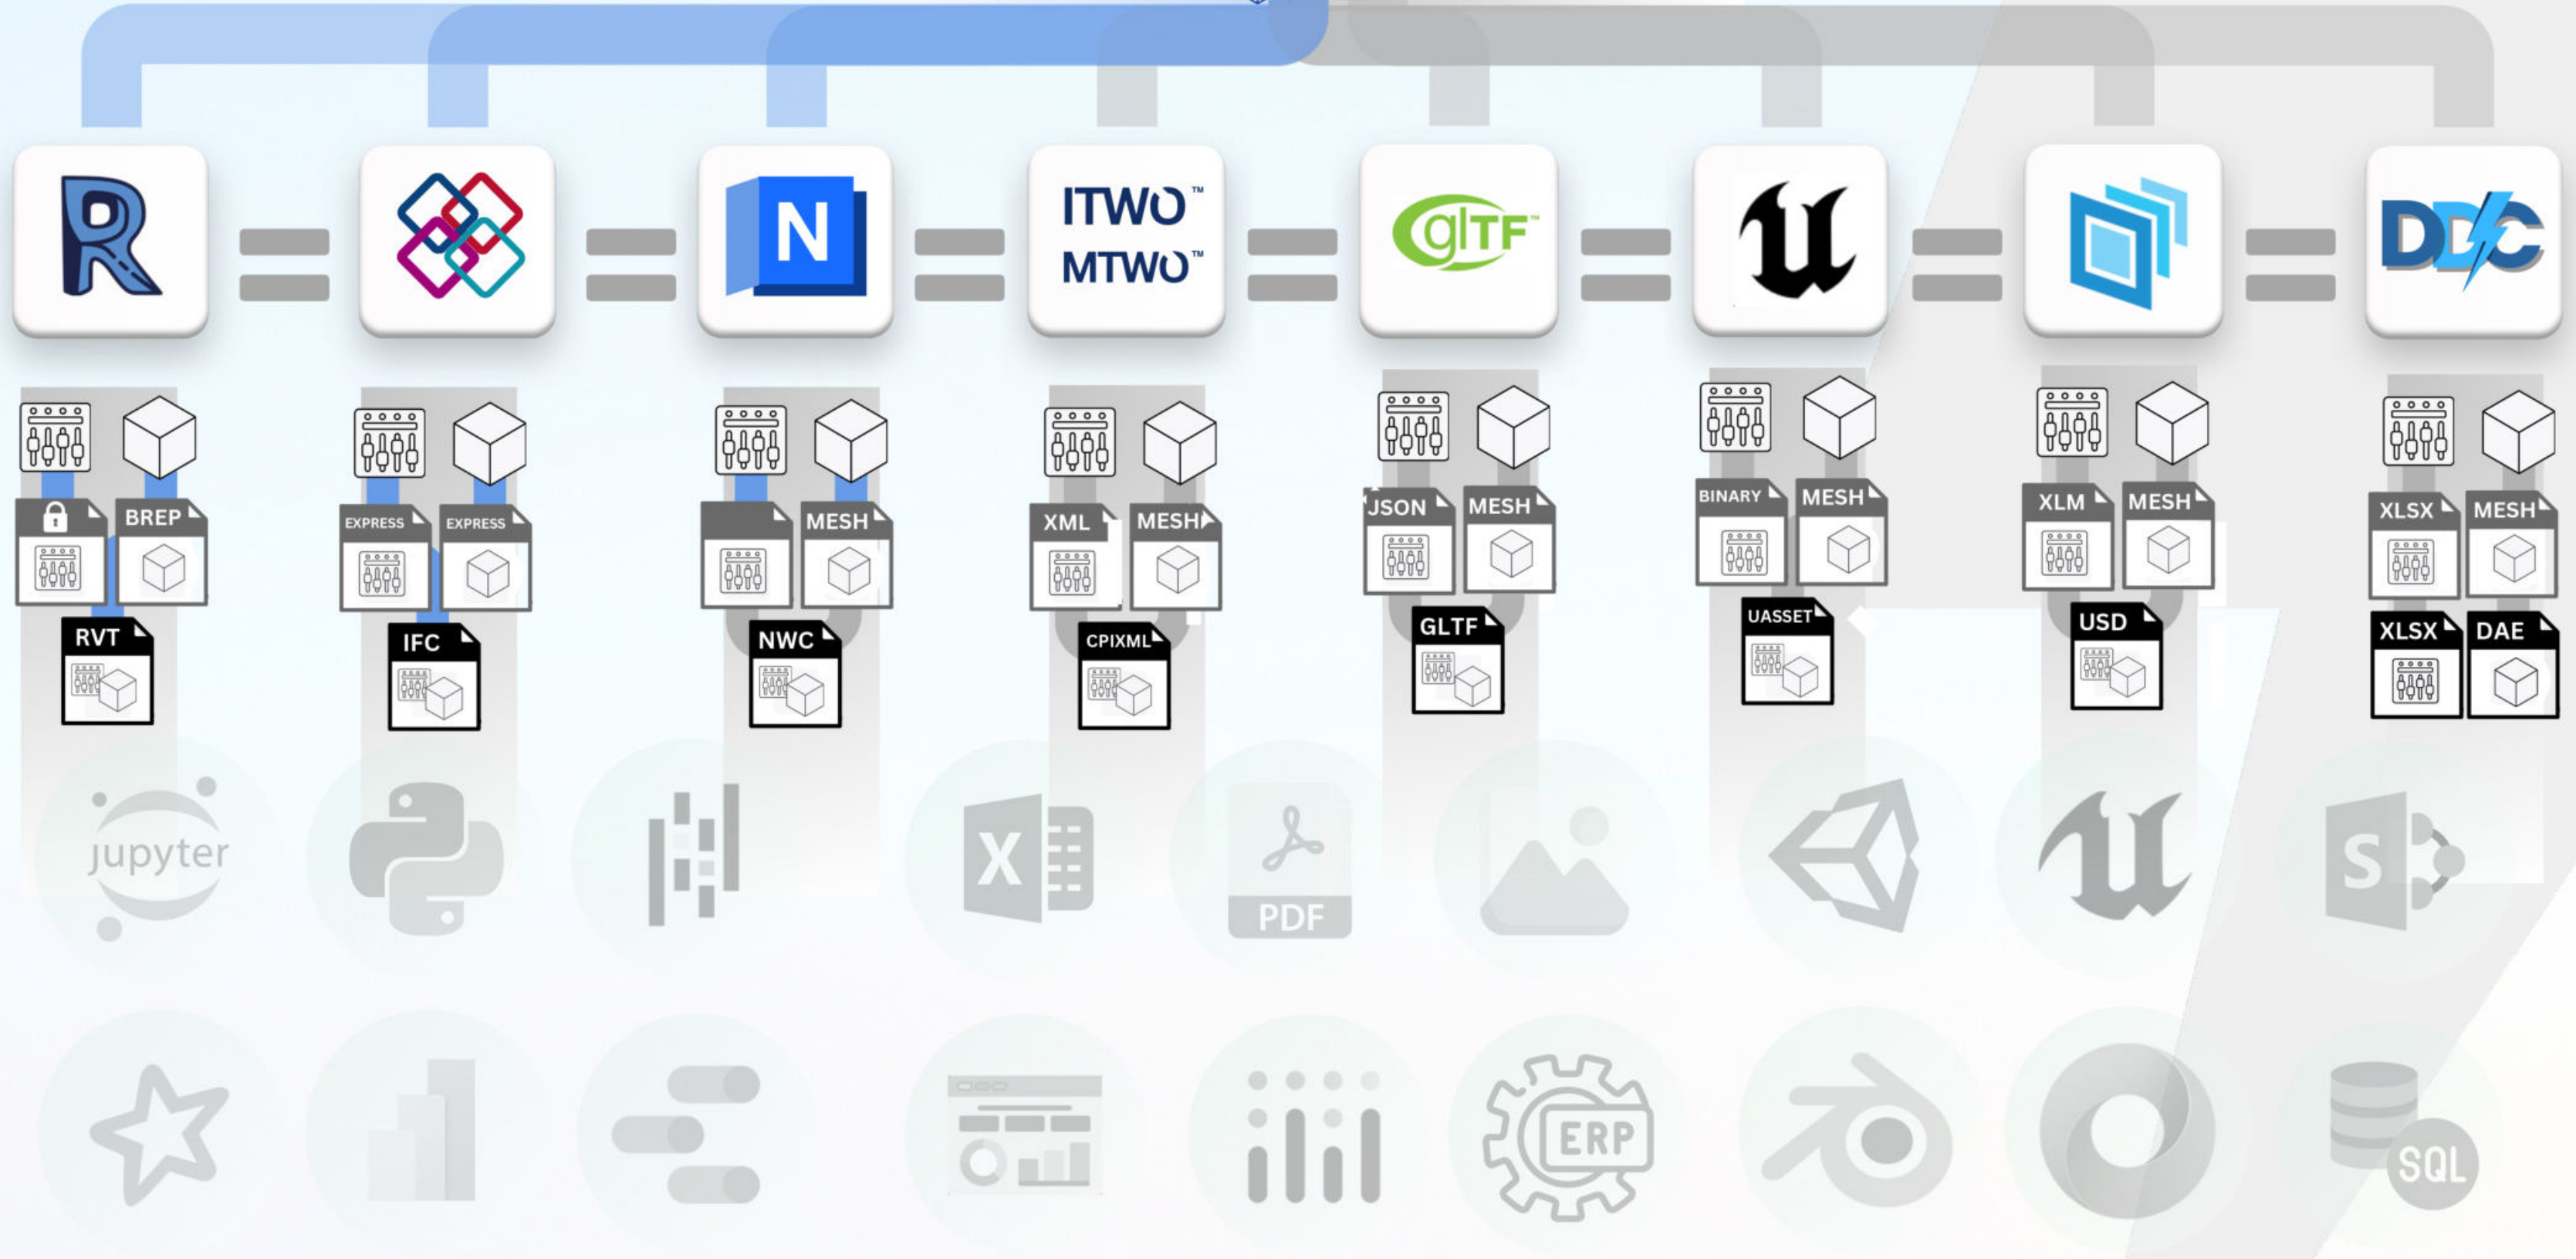 R
N
ITWO™
MTWO™
glTF™
DDC
BREP
EXPRESS
EXPRESS
MESH
XML
MESH
JSON
MESH
BINARY
MESH
XLM
MESH
XLSX
MESH
RVT
IFC
NWC
CPIXML
GLTF
UASSET
USD
XLSX
DAE
jupyter
X
PDF
S
ERP
SQL